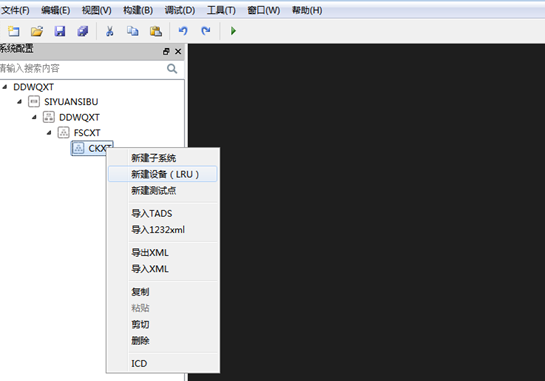 文件(F) 编辑(E) 视图(V) 构建(B) 调试(D) 工具(T) 窗口(W) 帮助(H)
系统配置
请输入搜索内容
DDWQXT
SIYUANSIBU
DDWQXT
FSCXT
CKXT
新建子系统
新建设备（LRU）
新建测试点
导入TADS
导入1232xml
导出XML
导入XML
复制
粘贴
剪切
删除
ICD